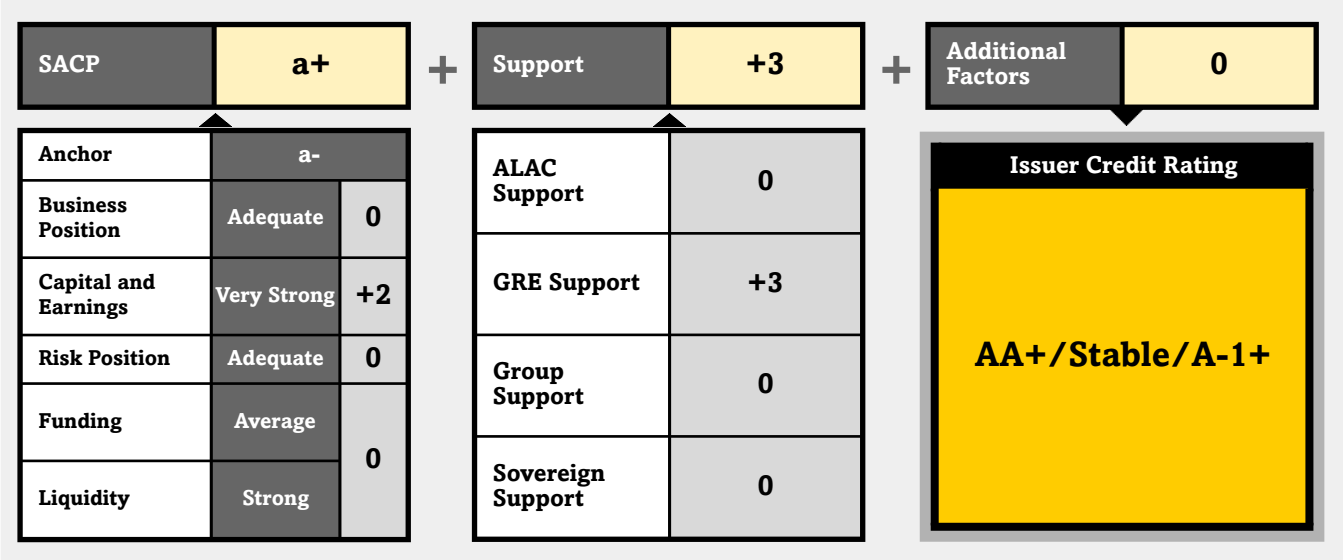 SACP
a+
+
Support
+3
+
Additional
Factors
0
Anchor
a-
Business
Position
Adequate
0
Capital and
Earnings
Very Strong
+2
Risk Position
Adequate
0
Funding
Average
0
Liquidity
Strong
ALAC
Support
0
GRE Support
+3
Group
Support
0
Sovereign
Support
0
Issuer Credit Rating
AA+/Stable/A-1+